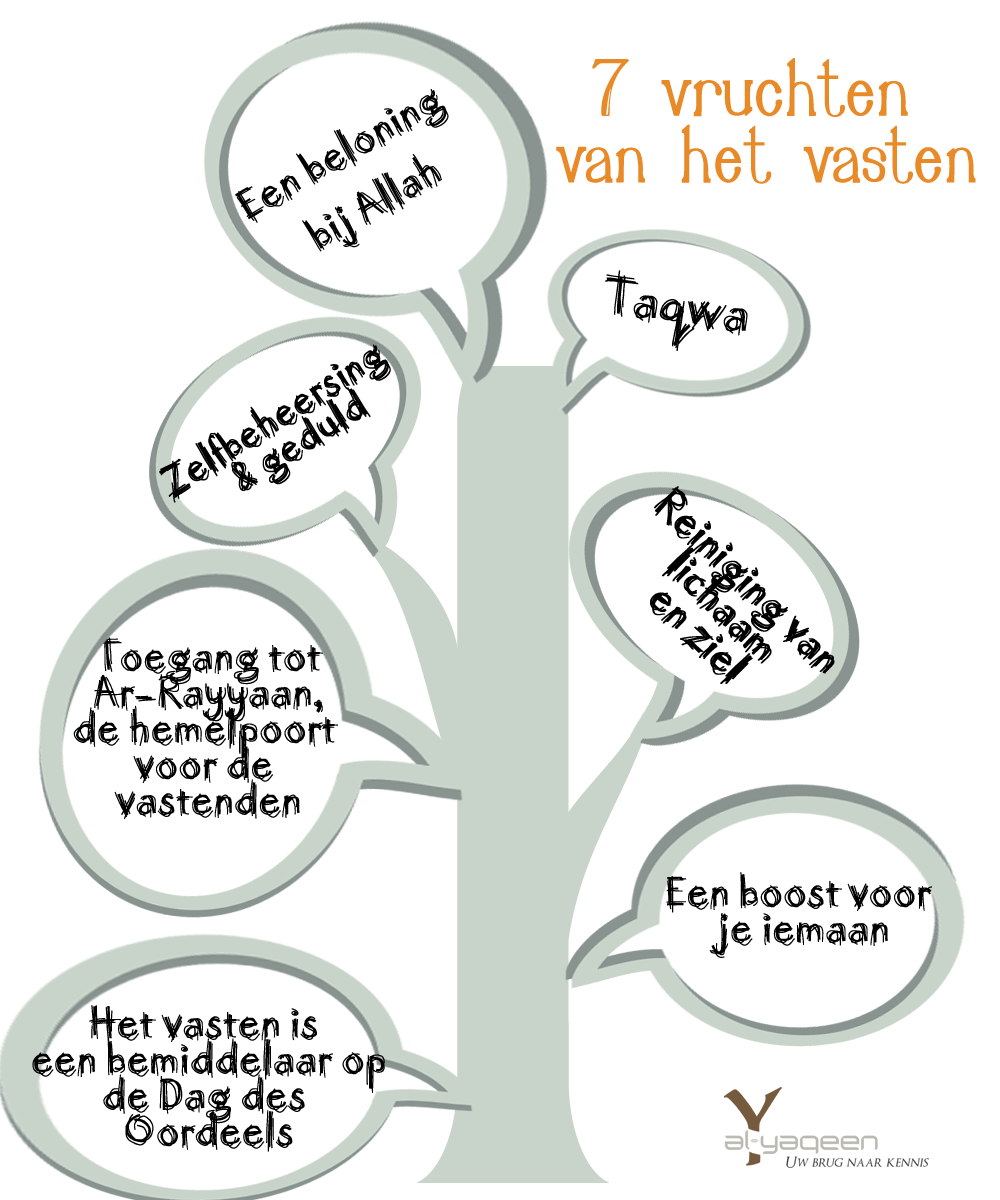 7 vruchten
van het vasten
Een beloning
bij Allah
Taqwa
Zelfbeheersing
& geduld
Reiniging van
lichaam
en ziel
Toegang tot
Ar-Rayyaan,
de hemelpoort
voor de
vastenden
Een boost voor
je iemaan
Het vasten is
een bemiddelaar op
de Dag des
Oordeels
al-yaqeen
Uw brug naar kennis